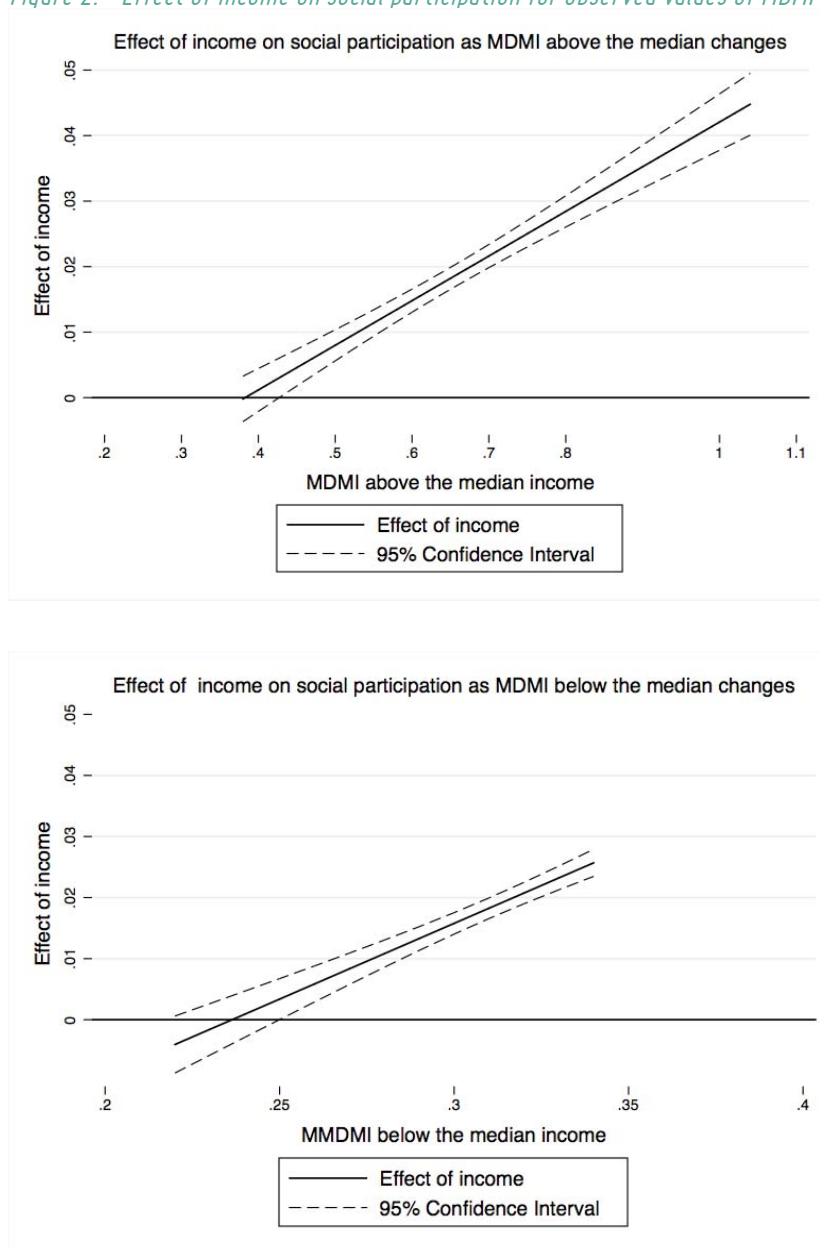 Figure 2. Effect of income on social participation for observed values of MDMI
Effect of income on social participation as MDMI above the median changes
Effect of income
.05
.04
.03
.02
.01
0
.2 .3 .4 .5 .6 .7 .8 1 1.1
MDMI above the median income
Effect of income
95% Confidence Interval
Effect of income on social participation as MDMI below the median changes
Effect of income
.05
.04
.03
.02
.01
0
.2 .25 .3 .35 .4
MMDMI below the median income
Effect of income
95% Confidence Interval